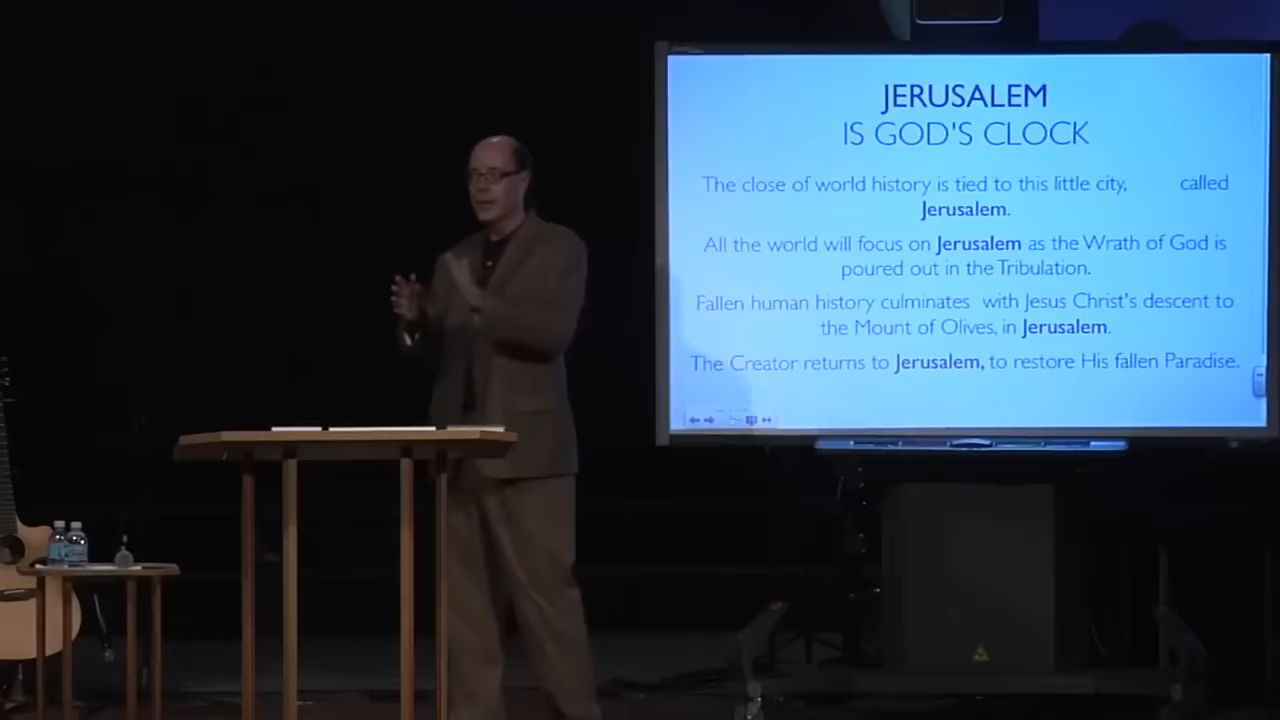 JERUSALEM
IS GOD'S CLOCK
The close of world history is tied to this little city, called
Jerusalem.
All the world will focus on Jerusalem as the Wrath of God is
poured out in the Tribulation.
Fallen human history culminates with Jesus Christ's descent to
the Mount of Olives, in Jerusalem.
The Creator returns to Jerusalem, to restore His fallen Paradise.